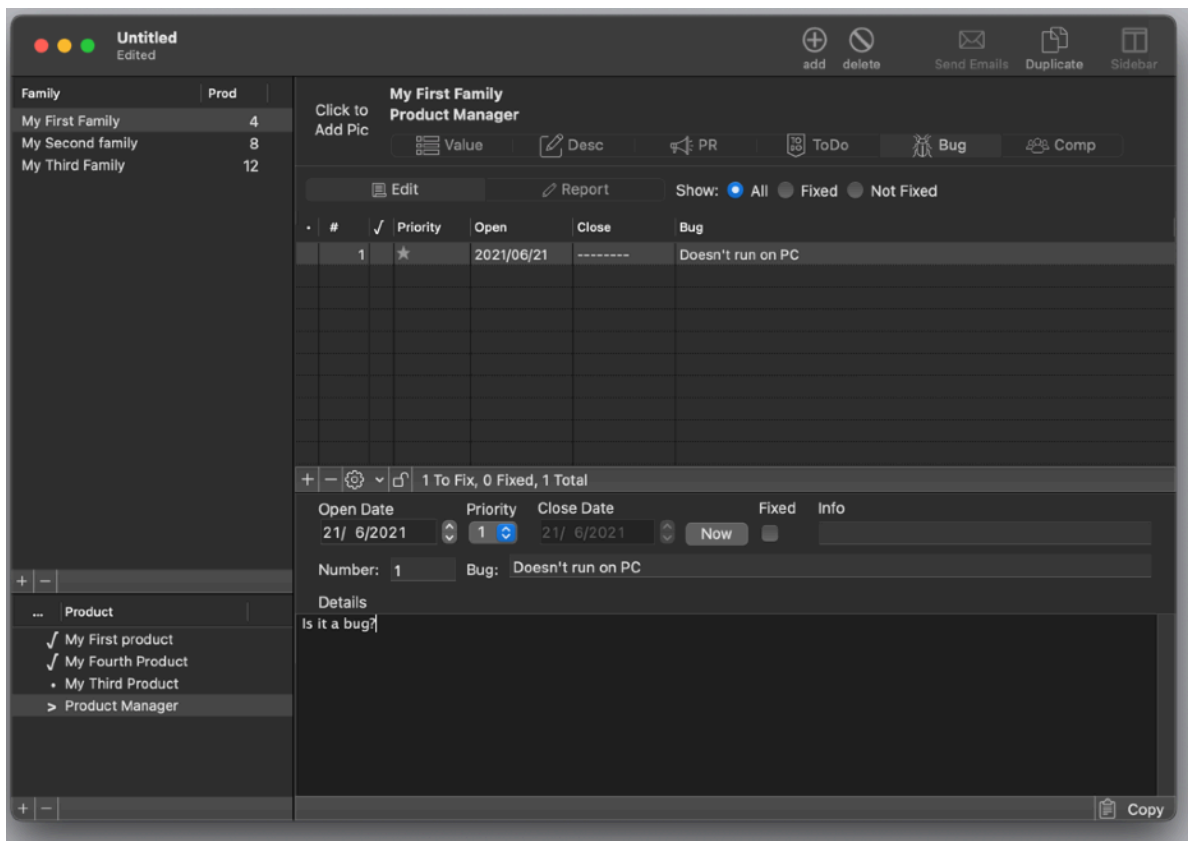 Untitled
Edited
add delete Send Emails Duplicate Sidebar
Family Prod
My First Family 4
My Second family 8
My Third Family 12
+ −
... Product
√ My First product
√ My Fourth Product
• My Third Product
> Product Manager
+ −
Click to
Add Pic
My First Family
Product Manager
Value Desc PR TO DO ToDo Bug Comp
Edit Report Show: All Fixed Not Fixed
• # √ Priority Open Close Bug
1 ★ 2021/06/21 -------- Doesn't run on PC
+ − 1 To Fix, 0 Fixed, 1 Total
Open Date Priority Close Date Fixed Info
21/ 6/2021 1 21/ 6/2021 Now
Number: 1 Bug: Doesn't run on PC
Details
Is it a bug?
Copy